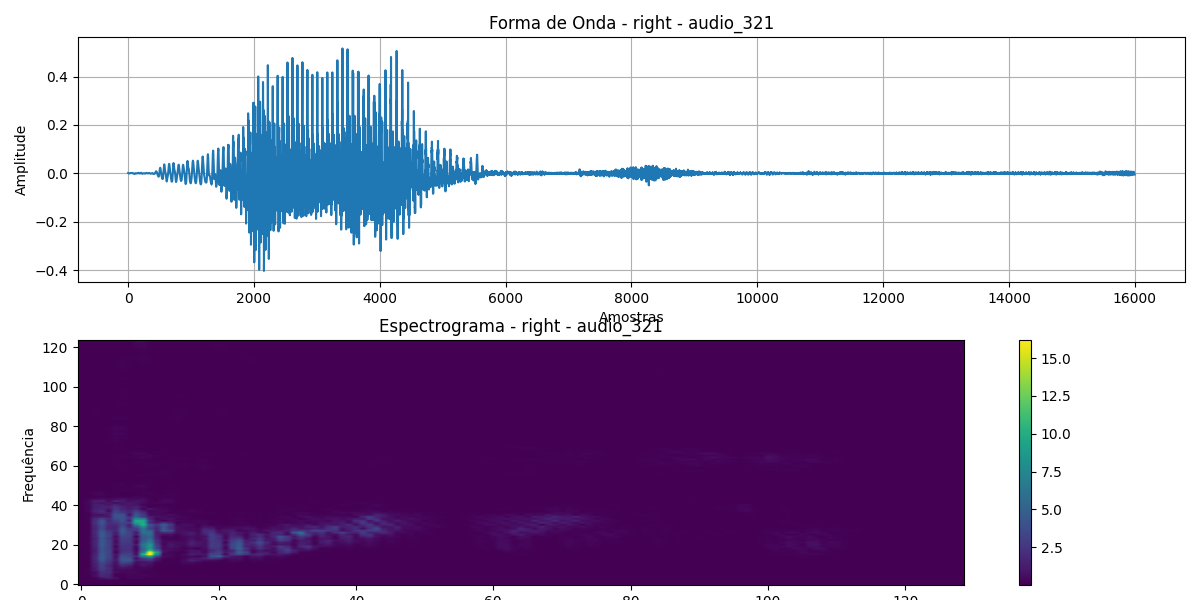 Forma de Onda - right - audio_321
Amplitude
0.4
0.2
0.0
−0.2
−0.4
0 2000 4000 6000 8000 10000 12000 14000 16000
Amostras
Espectrograma - right - audio_321
Frequência
120
100
80
60
40
20
0
0 20 40 60 80 100 120
15.0
12.5
10.0
7.5
5.0
2.5